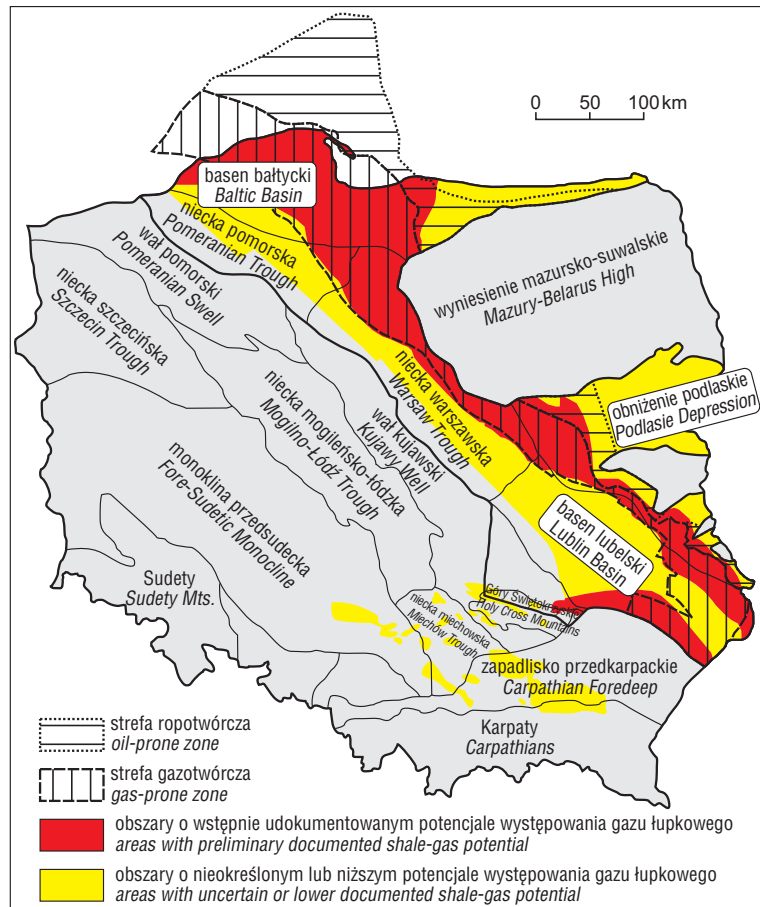 0 50 100 km
basen bałtycki
Baltic Basin
niecka pomorska
Pomeranian Trough
wał pomorski
Pomeranian Swell
niecka szczecińska
Szczecin Trough
wyniesienie mazursko-suwalskie
Mazury-Belarus High
niecka warszawska
Warsaw Trough
obniżenie podlaskie
Podlasie Depression
niecka mogileńsko-łódzka
Mogilno-Łódź Trough
wał kujawski
Kujawy Well
monoklina przedsudecka
Fore-Sudetic Monocline
basen lubelski
Lublin Basin
Sudety
Sudety Mts.
Góry Świętokrzyskie
Holy Cross Mountains
niecka miechowska
Miechów Trough
zapadlisko przedkarpackie
Carpathian Foredeep
Karpaty
Carpathians
strefa ropotwórcza
oil-prone zone
strefa gazotwórcza
gas-prone zone
obszary o wstępnie udokumentowanym potencjale występowania gazu łupkowego
areas with preliminary documented shale-gas potential
obszary o nieokreślonym lub niższym potencjale występowania gazu łupkowego
areas with uncertain or lower documented shale-gas potential